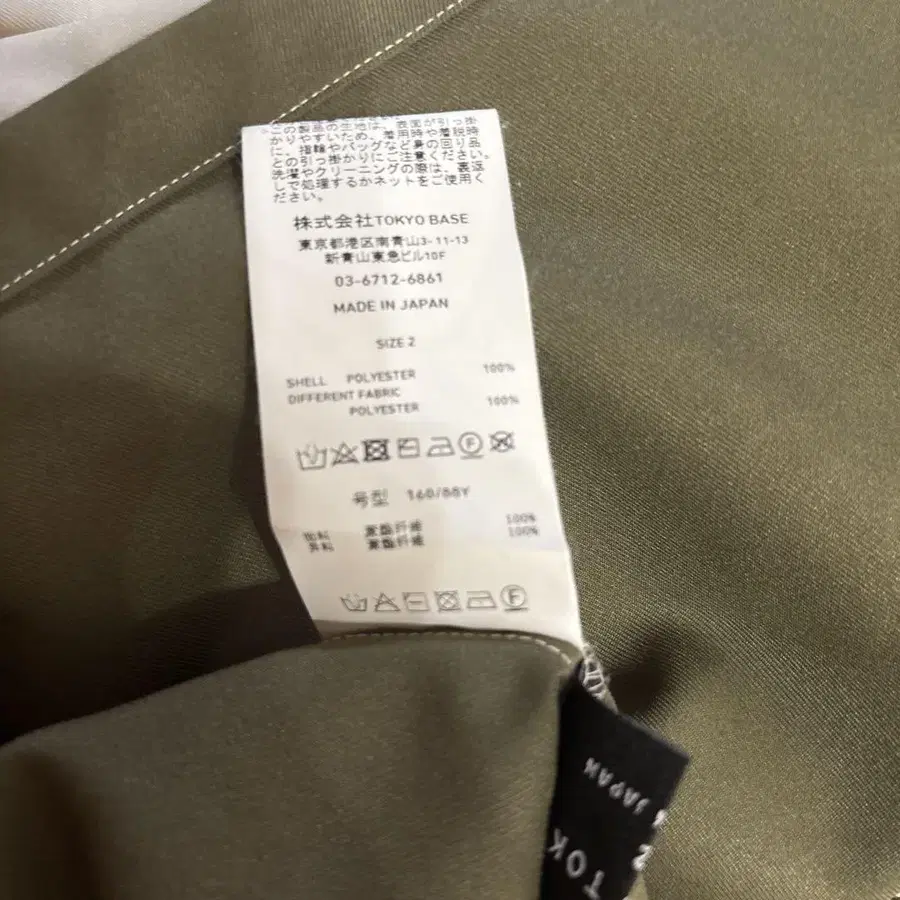 この製品の生地は、表面が引っ掛
かりやすいため、着用時や着脱時
に、指輪やバッグなど身の回り品
との引っ掛かりにご注意ください。
洗濯やクリーニングの際は、裏返
して処理するかネットをご使用く
ださい。
株式会社TOKYO BASE
東京都港区南青山3-11-13
新青山東急ビル10F
03-6712-6861
MADE IN JAPAN
SIZE 2
SHELL POLYESTER 100%
DIFFERENT FABRIC
POLYESTER 100%
号型 160/88Y
面料 聚酯纤维 100%
异料 聚酯纤维 100%
JAPAN
2
TOK